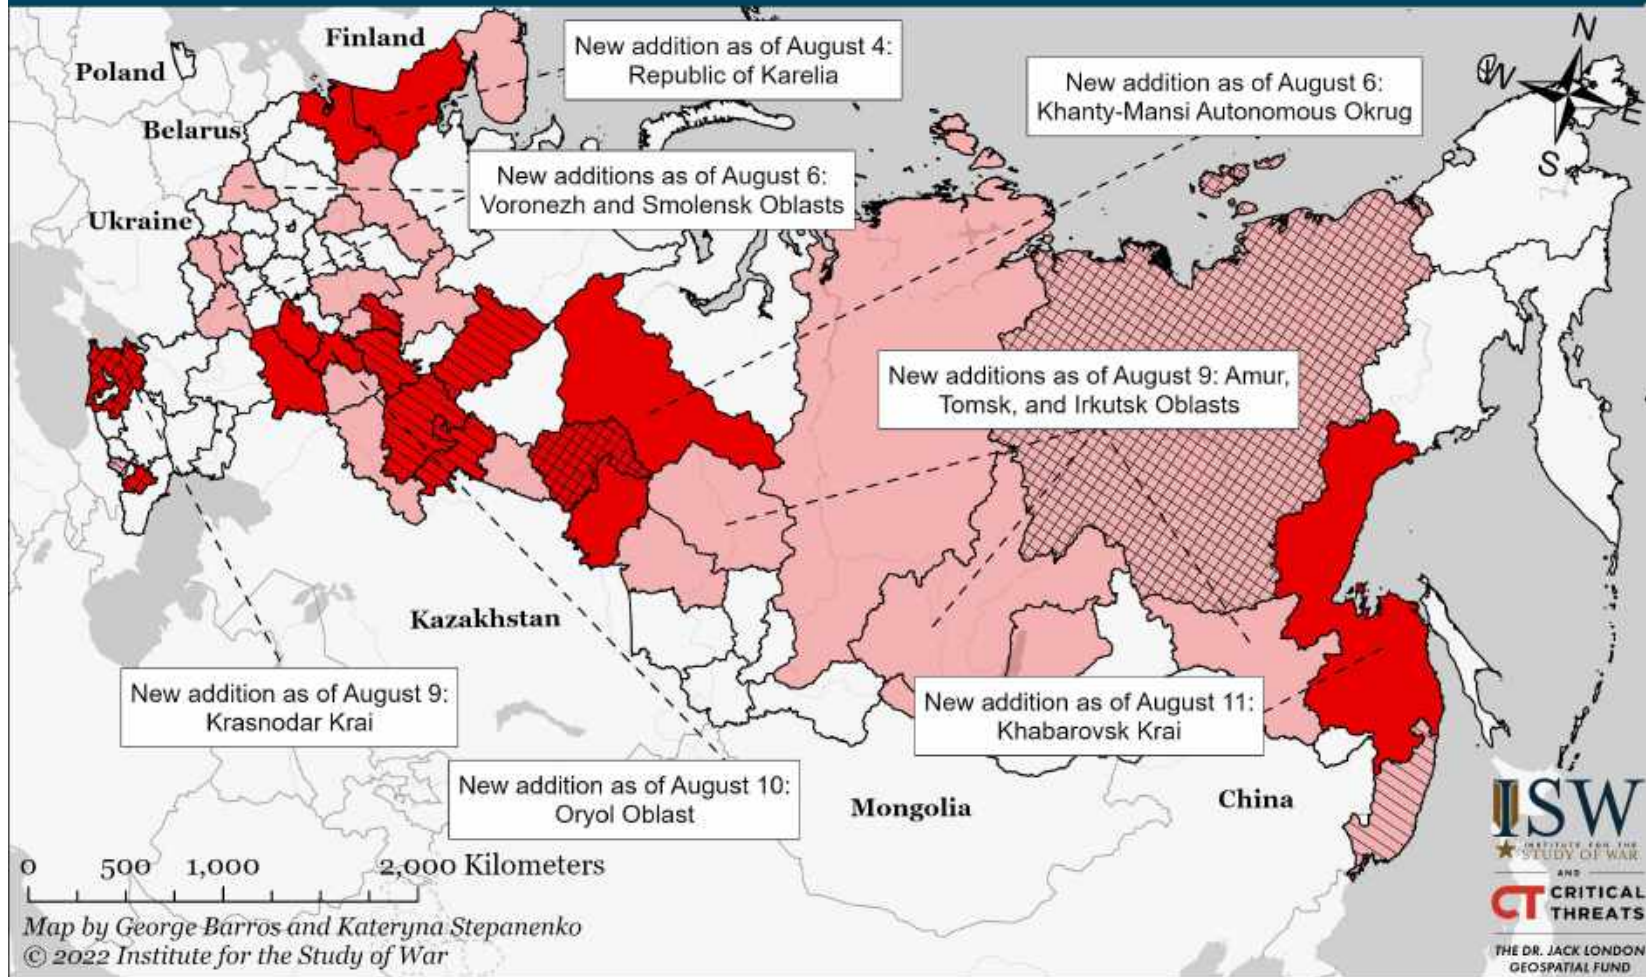 Finland
Poland
Belarus
Ukraine
New addition as of August 4:
Republic of Karelia
New addition as of August 6:
Khanty-Mansi Autonomous Okrug
N
W
E
S
New additions as of August 6:
Voronezh and Smolensk Oblasts
New additions as of August 9: Amur,
Tomsk, and Irkutsk Oblasts
Kazakhstan
New addition as of August 9:
Krasnodar Krai
New addition as of August 11:
Khabarovsk Krai
New addition as of August 10:
Oryol Oblast
Mongolia
China
0 500 1,000 2,000 Kilometers
Map by George Barros and Kateryna Stepanenko
© 2022 Institute for the Study of War
ISW
INSTITUTE FOR THE
STUDY OF WAR
AND
CT CRITICAL
THREATS
THE DR. JACK LONDON
GEOSPATIAL FUND